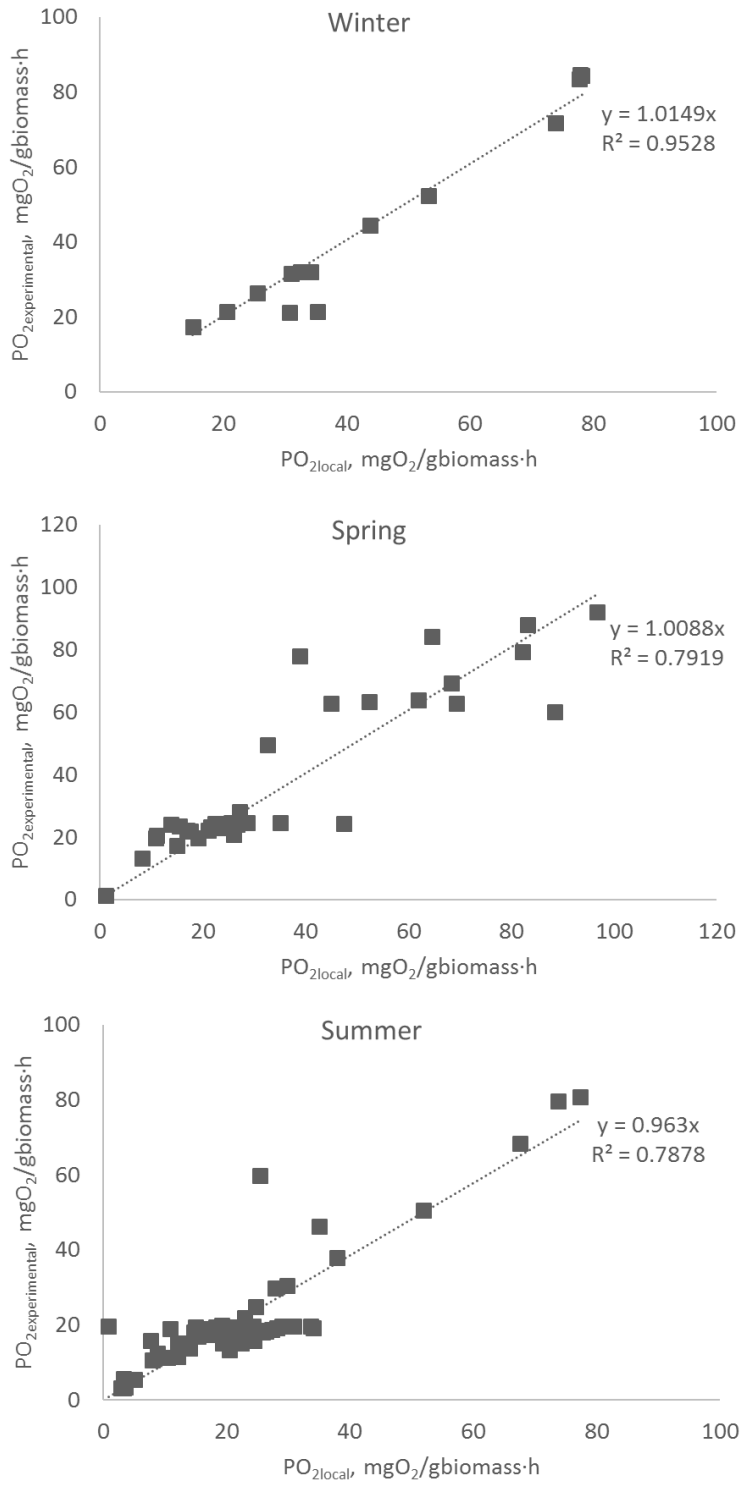 Winter
100
80
60
40
20
0
PO₂experimental, mgO₂/gbiomass·h
y = 1.0149x
R² = 0.9528
0 20 40 60 80 100
PO₂local, mgO₂/gbiomass·h
Spring
120
100
80
60
40
20
0
PO₂experimental, mgO₂/gbiomass·h
y = 1.0088x
R² = 0.7919
0 20 40 60 80 100 120
PO₂local, mgO₂/gbiomass·h
Summer
100
80
60
40
20
0
PO₂experimental, mgO₂/gbiomass·h
y = 0.963x
R² = 0.7878
0 20 40 60 80 100
PO₂local, mgO₂/gbiomass·h